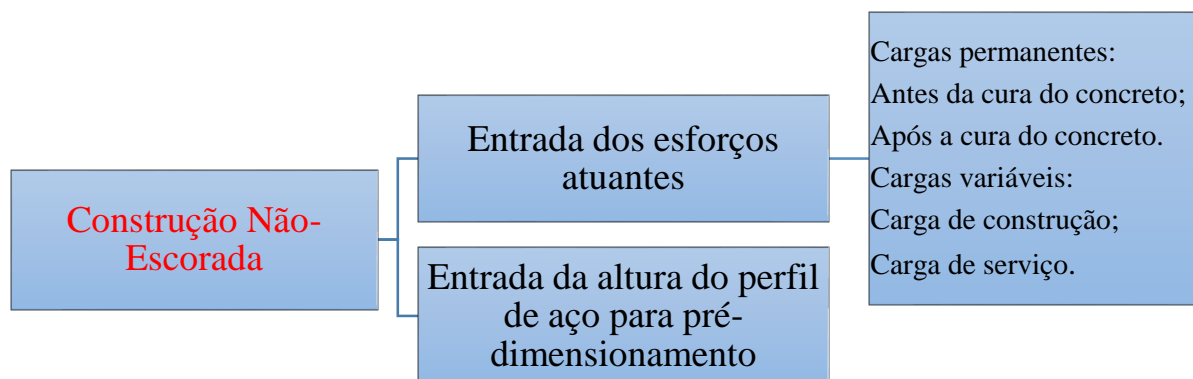 Construção Não-
Escorada
Entrada dos esforços
atuantes
Entrada da altura do perfil
de aço para pré-
dimensionamento
Cargas permanentes:
Antes da cura do concreto;
Após a cura do concreto.
Cargas variáveis:
Carga de construção;
Carga de serviço.